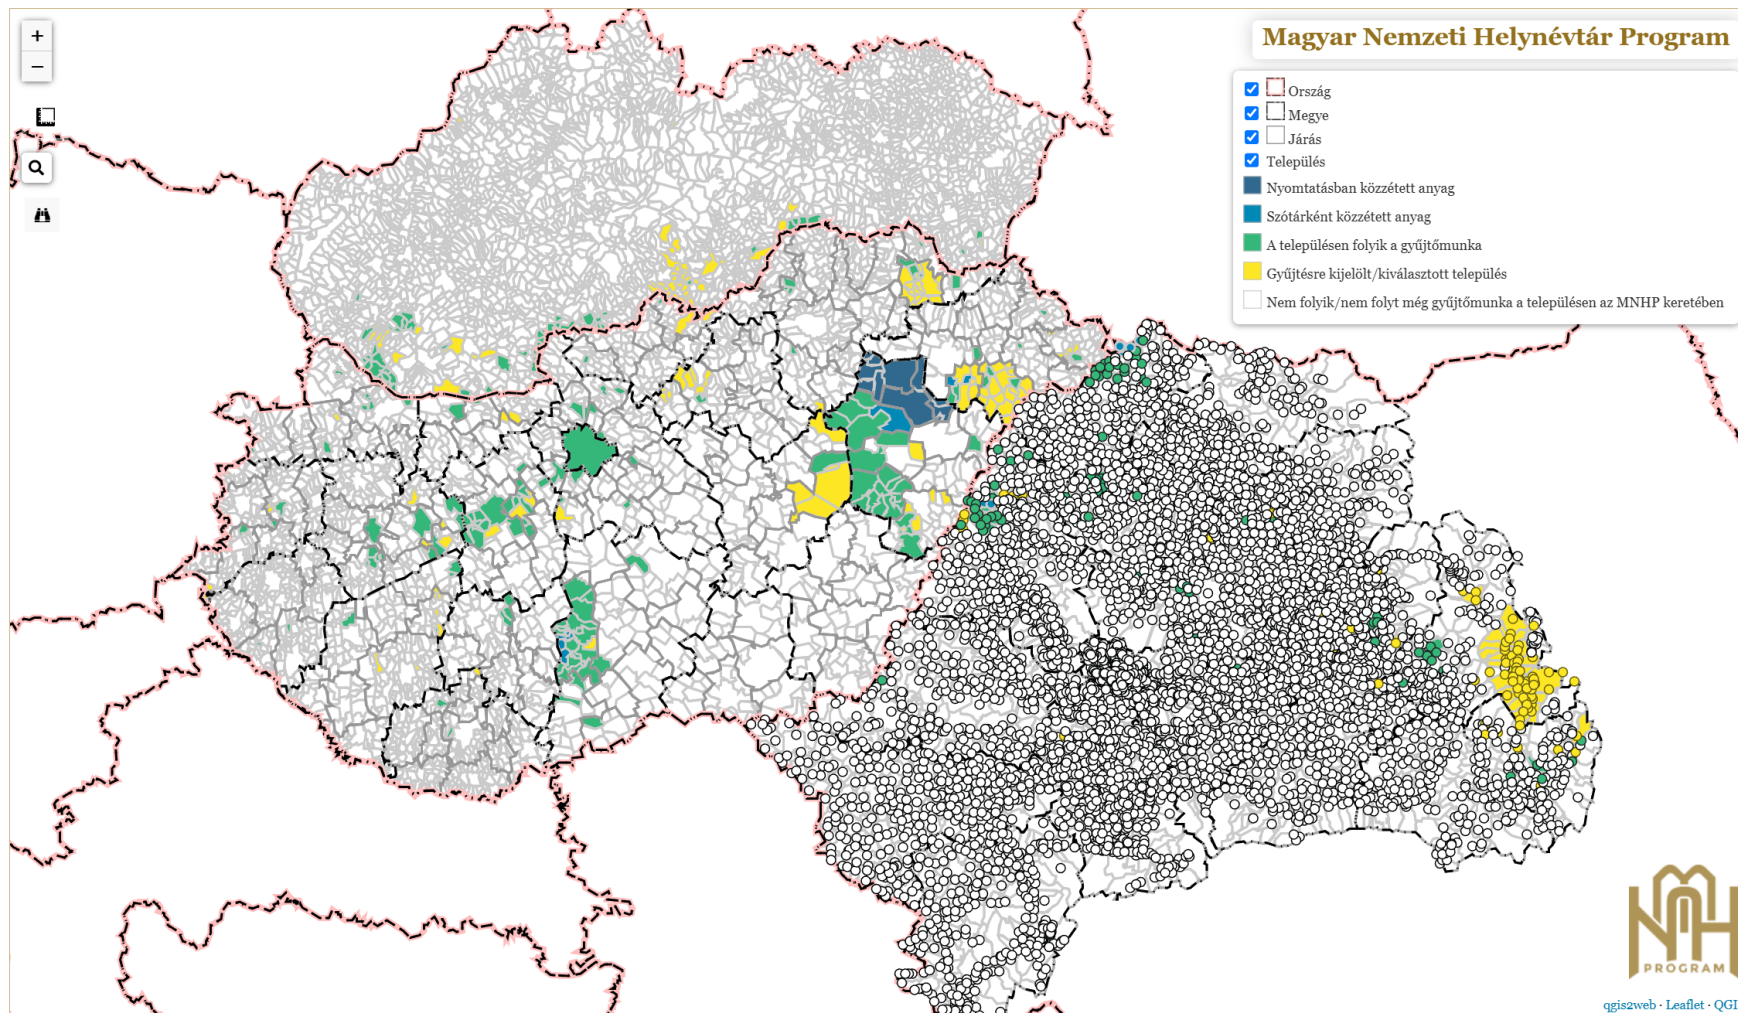 +
Magyar Nemzeti Helynévtár Program
−
Ország
Megye
Járás
Település
Nyomtatásban közzétett anyag
Szótárként közzétett anyag
A településen folyik a gyűjtőmunka
Gyűjtésre kijelölt/kiválasztott település
Nem folyik/nem folyt még gyűjtőmunka a településen az MNHP keretében
MNH
PROGRAM
qgis2web · Leaflet · QGI